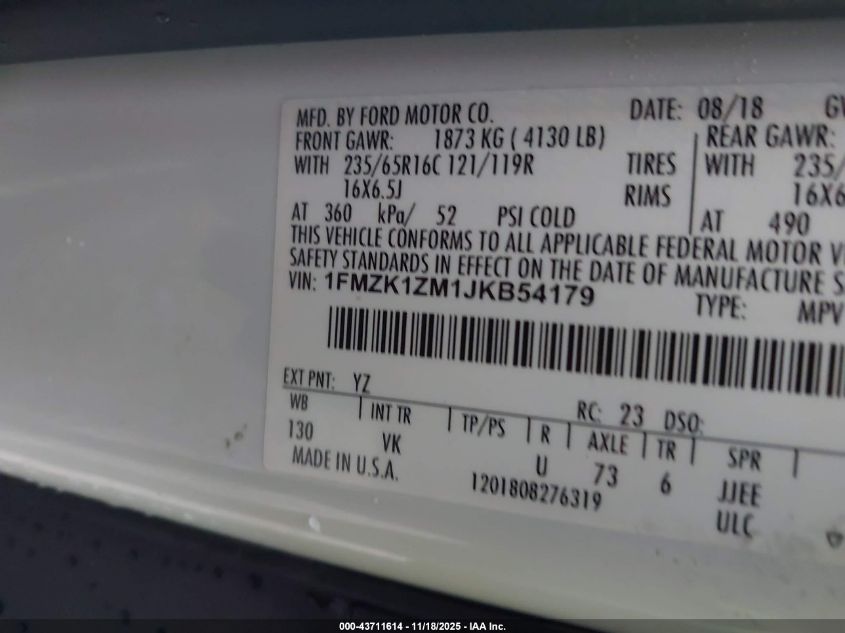 MFD. BY FORD MOTOR CO. DATE: 08/18
FRONT GAWR: 1873 KG ( 4130 LB) REAR GAWR:
WITH 235/65R16C 121/119R TIRES WITH 235/
16X6.5J RIMS 16X6
AT 360 kPa/ 52 PSI COLD AT 490
THIS VEHICLE CONFORMS TO ALL APPLICABLE FEDERAL MOTOR
SAFETY STANDARDS IN EFFECT ON THE DATE OF MANUFACTURE
VIN: 1FMZK1ZM1JKB54179 TYPE: MPV
EXT PNT: YZ RC: 23 DSO:
WB | INT TR | TP/PS | R | AXLE | TR | SPR |
130 VK U 73 6 JJEE
MADE IN U.S.A. 1201808276319 ULC
000-43711614 - 11/18/2025 - IAA Inc.